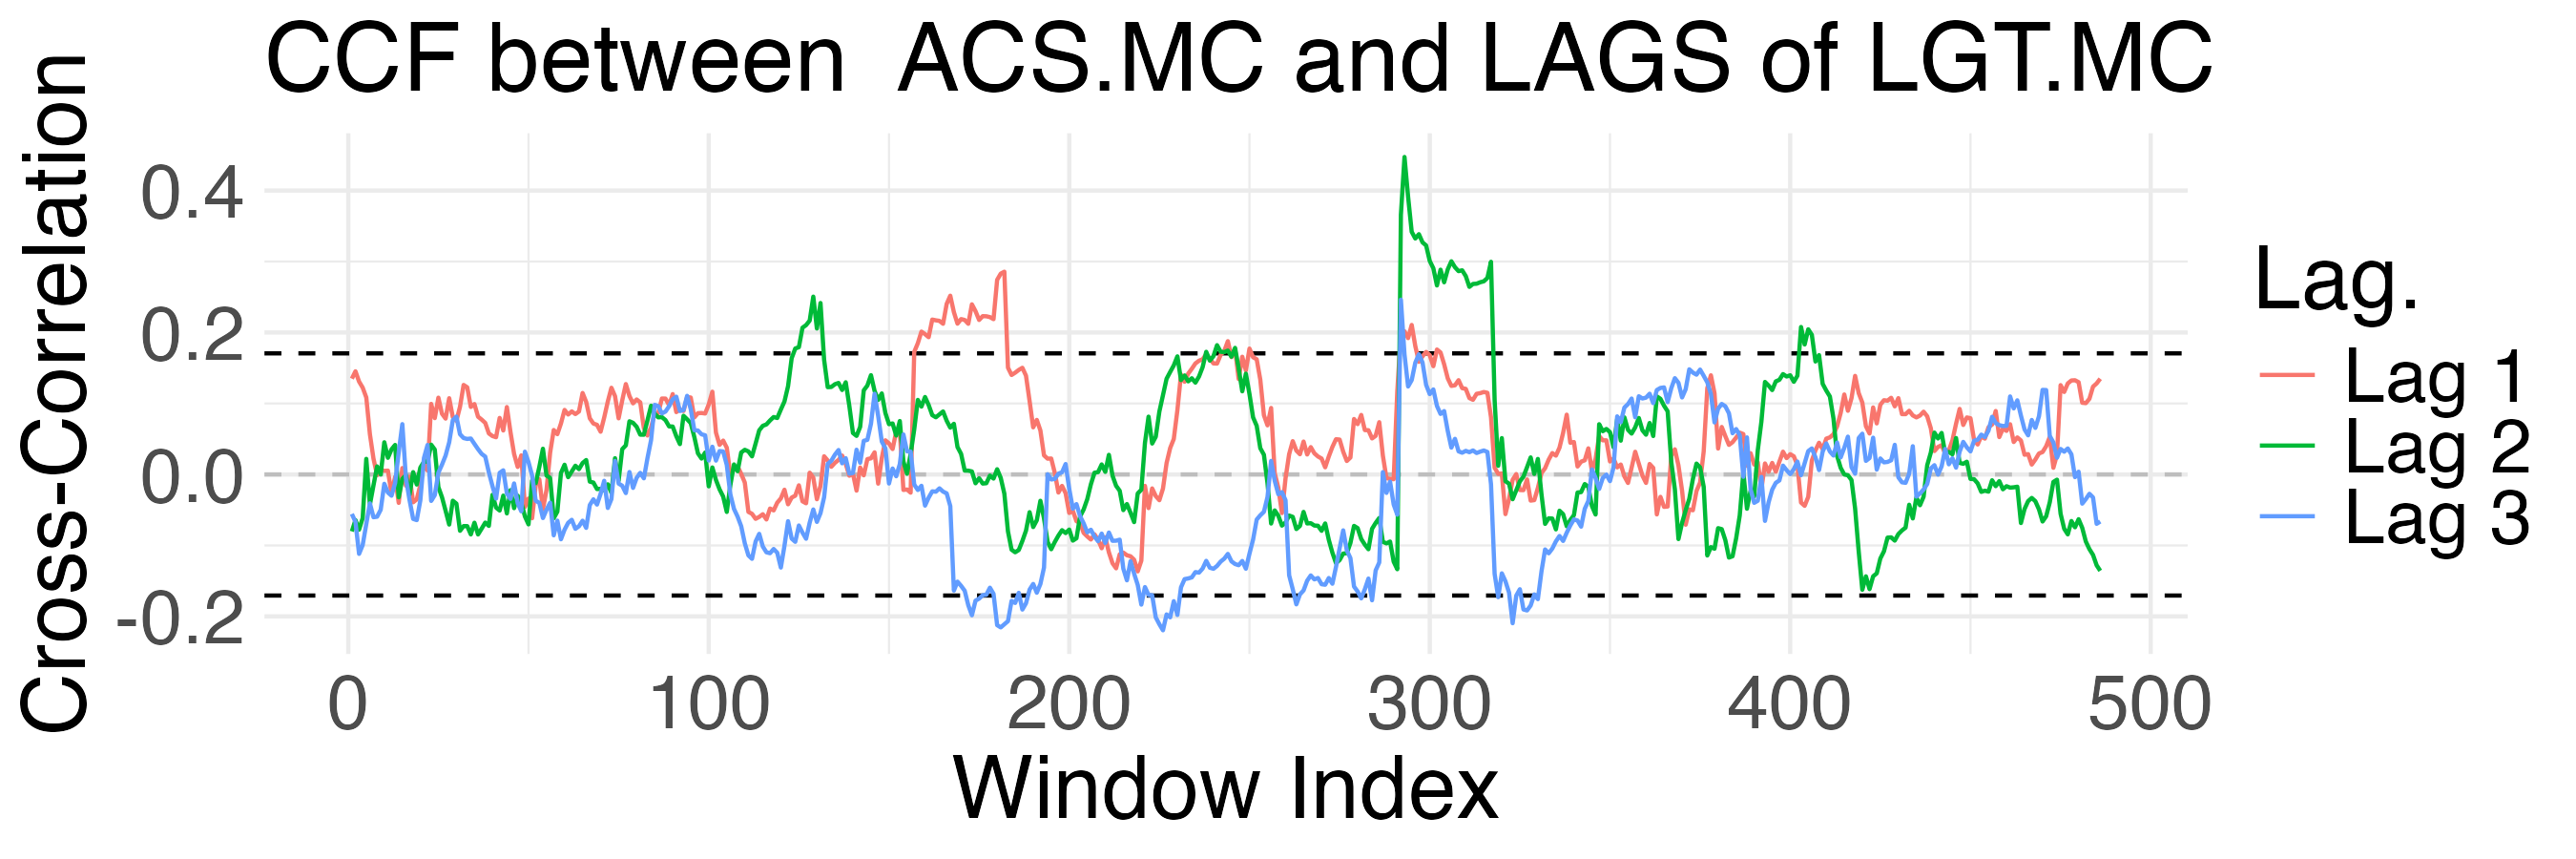 CCF between  ACS.MC and LAGS of LGT.MC
Cross-Correlation
0.4
0.2
0.0
-0.2
0
100
200
300
400
500
Window Index
Lag.
Lag 1
Lag 2
Lag 3